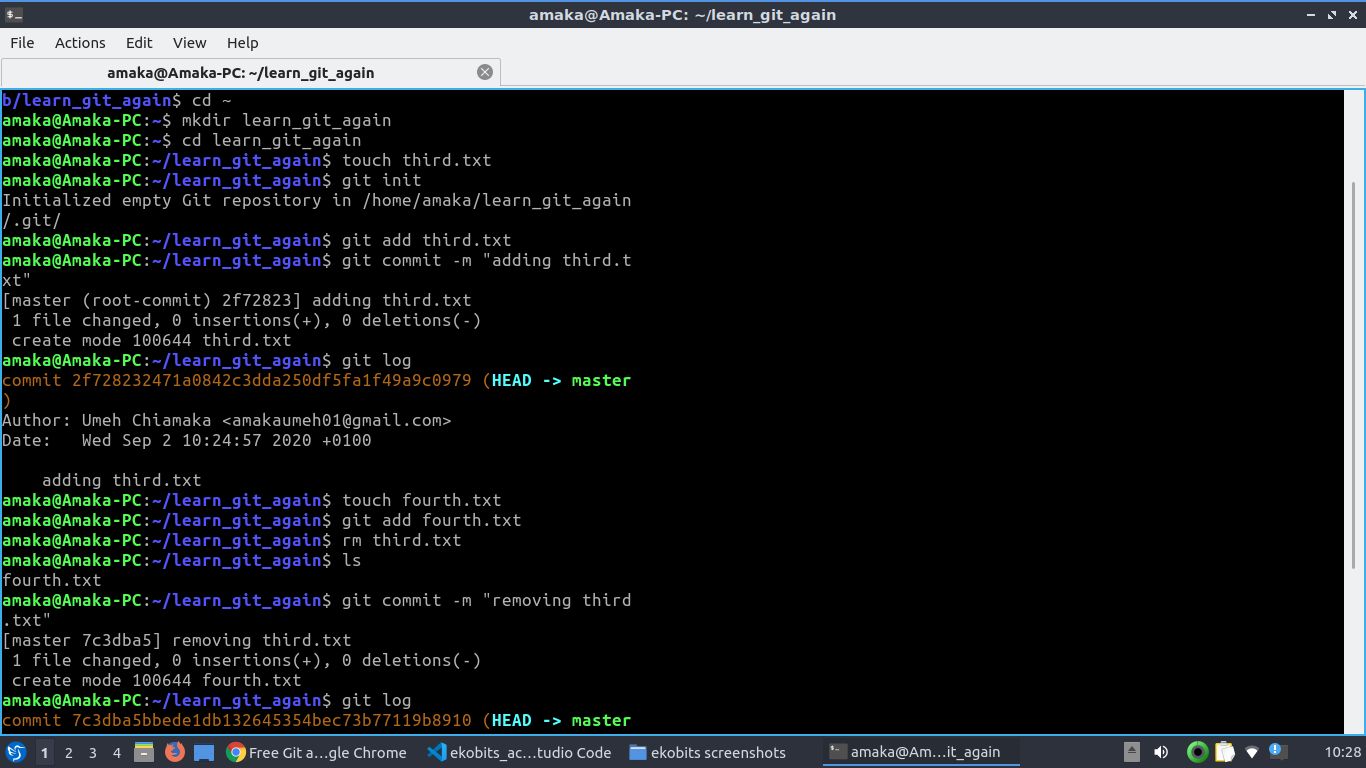 amaka@Amaka-PC: ~/learn_git_again
File Actions Edit View Help
amaka@Amaka-PC: ~/learn_git_again
b/learn_git_again$ cd ~
amaka@Amaka-PC:~$ mkdir learn_git_again
amaka@Amaka-PC:~$ cd learn_git_again
amaka@Amaka-PC:~/learn_git_again$ touch third.txt
amaka@Amaka-PC:~/learn_git_again$ git init
Initialized empty Git repository in /home/amaka/learn_git_again
/.git/
amaka@Amaka-PC:~/learn_git_again$ git add third.txt
amaka@Amaka-PC:~/learn_git_again$ git commit -m "adding third.t
xt"
[master (root-commit) 2f72823] adding third.txt
 1 file changed, 0 insertions(+), 0 deletions(-)
 create mode 100644 third.txt
amaka@Amaka-PC:~/learn_git_again$ git log
commit 2f728232471a0842c3dda250df5fa1f49a9c0979 (HEAD -> master
)
Author: Umeh Chiamaka <amakaumeh01@gmail.com>
Date:   Wed Sep 2 10:24:57 2020 +0100

    adding third.txt
amaka@Amaka-PC:~/learn_git_again$ touch fourth.txt
amaka@Amaka-PC:~/learn_git_again$ git add fourth.txt
amaka@Amaka-PC:~/learn_git_again$ rm third.txt
amaka@Amaka-PC:~/learn_git_again$ ls
fourth.txt
amaka@Amaka-PC:~/learn_git_again$ git commit -m "removing third
.txt"
[master 7c3dba5] removing third.txt
 1 file changed, 0 insertions(+), 0 deletions(-)
 create mode 100644 fourth.txt
amaka@Amaka-PC:~/learn_git_again$ git log
commit 7c3dba5bbede1db132645354bec73b77119b8910 (HEAD -> master
1 2 3 4 Free Git a...gle Chrome ekobits_ac...tudio Code ekobits screenshots amaka@Am...it_again 10:28